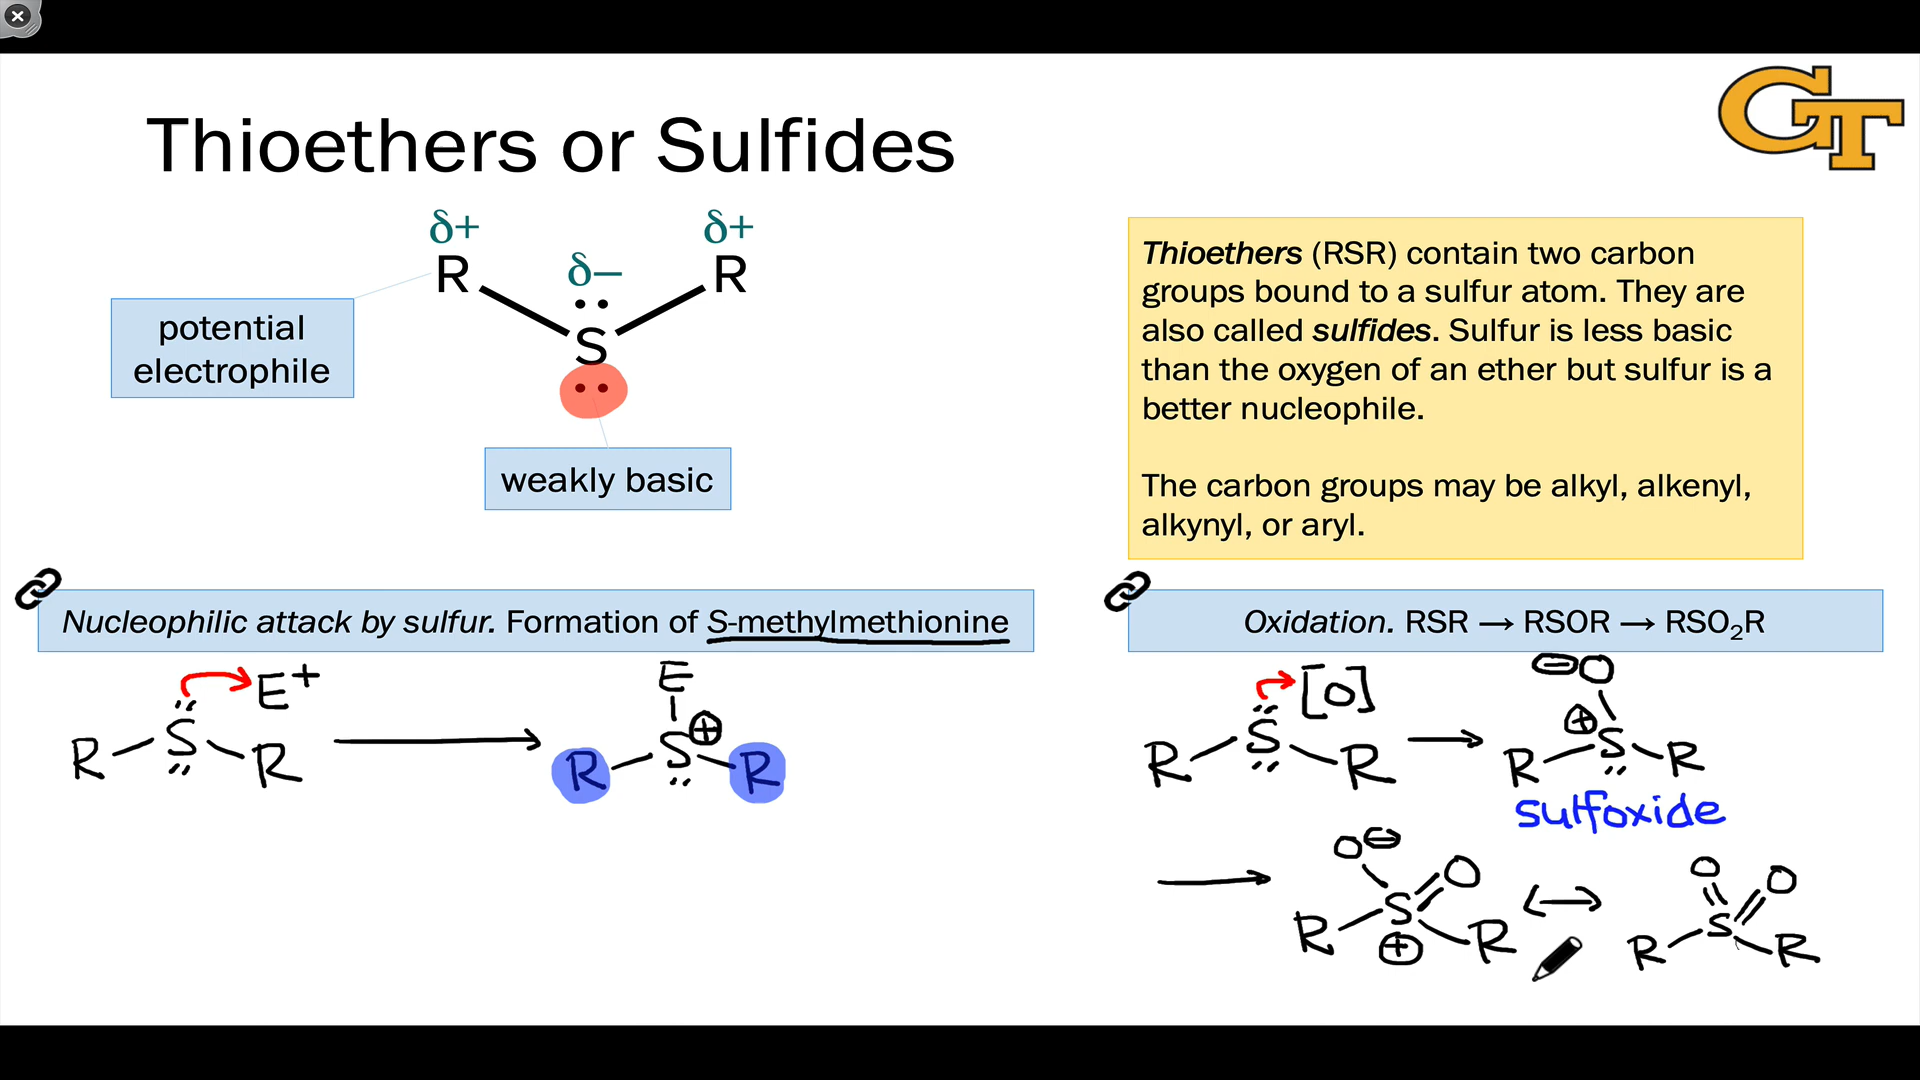 GT
Thioethers or Sulfides
δ+
δ+
R
δ−
R
S
potential
electrophile
weakly basic
Thioethers (RSR) contain two carbon
groups bound to a sulfur atom. They are
also called sulfides. Sulfur is less basic
than the oxygen of an ether but sulfur is a
better nucleophile.
The carbon groups may be alkyl, alkenyl,
alkynyl, or aryl.
Nucleophilic attack by sulfur. Formation of S-methylmethionine
E+
R S R
E
R S ⊕ R
Oxidation. RSR → RSOR → RSO₂R
[O]
R S R
⊖O
⊕
R S R
sulfoxide
O⊖ O
R S R
⊕
O O
R S R